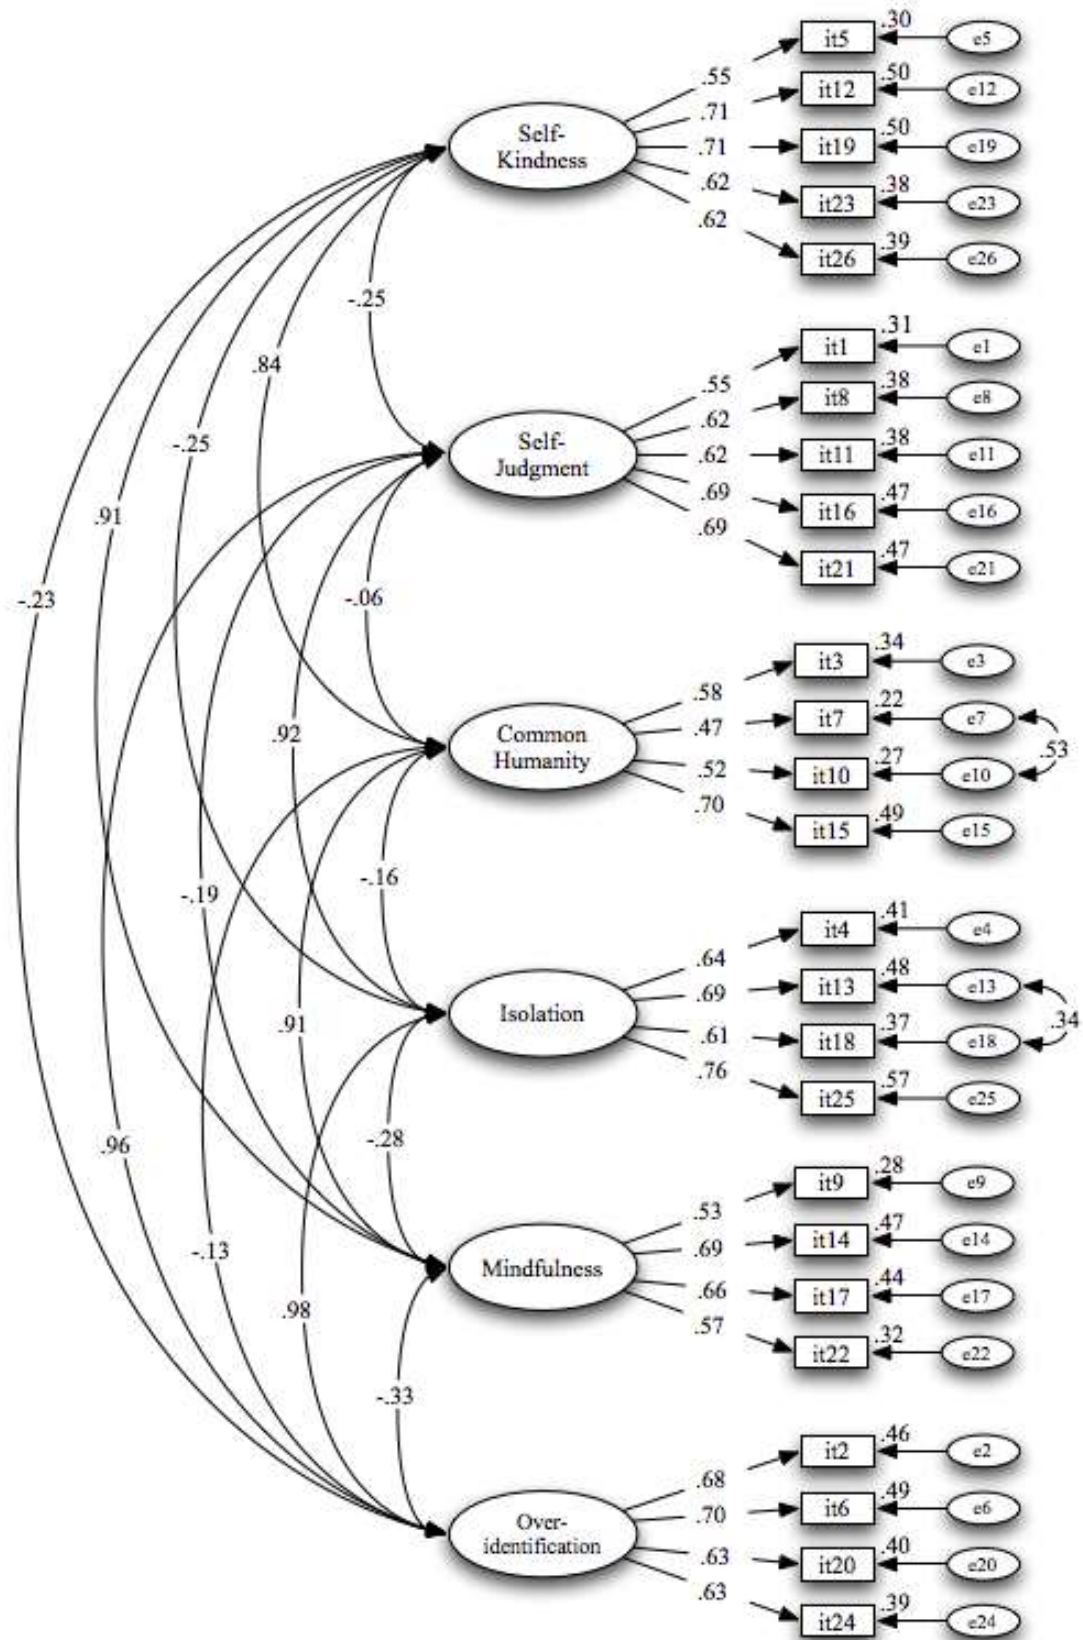 .30
it5
e5
.55
.50
it12
e12
.71
Self-
Kindness
.71
.50
it19
e19
.62
.38
it23
e23
.62
.39
it26
e26
-.25
.84
-.25
.91
-.23
.31
it1
e1
.55
.38
it8
e8
.62
Self-
Judgment
.62
.38
it11
e11
.69
.47
it16
e16
.69
.47
it21
e21
-.06
.92
-.19
.96
.34
it3
e3
.58
.22
it7
e7
.47
Common
Humanity
.53
.52
.27
it10
e10
.70
.49
it15
e15
-.16
.91
-.13
.41
it4
e4
.64
.48
it13
e13
.69
Isolation
.34
.61
.37
it18
e18
.76
.57
it25
e25
-.28
.98
.28
it9
e9
.53
.47
it14
e14
.69
Mindfulness
.66
.44
it17
e17
.57
.32
it22
e22
-.33
.46
it2
e2
.68
.49
it6
e6
.70
Over-
identification
.63
.40
it20
e20
.63
.39
it24
e24